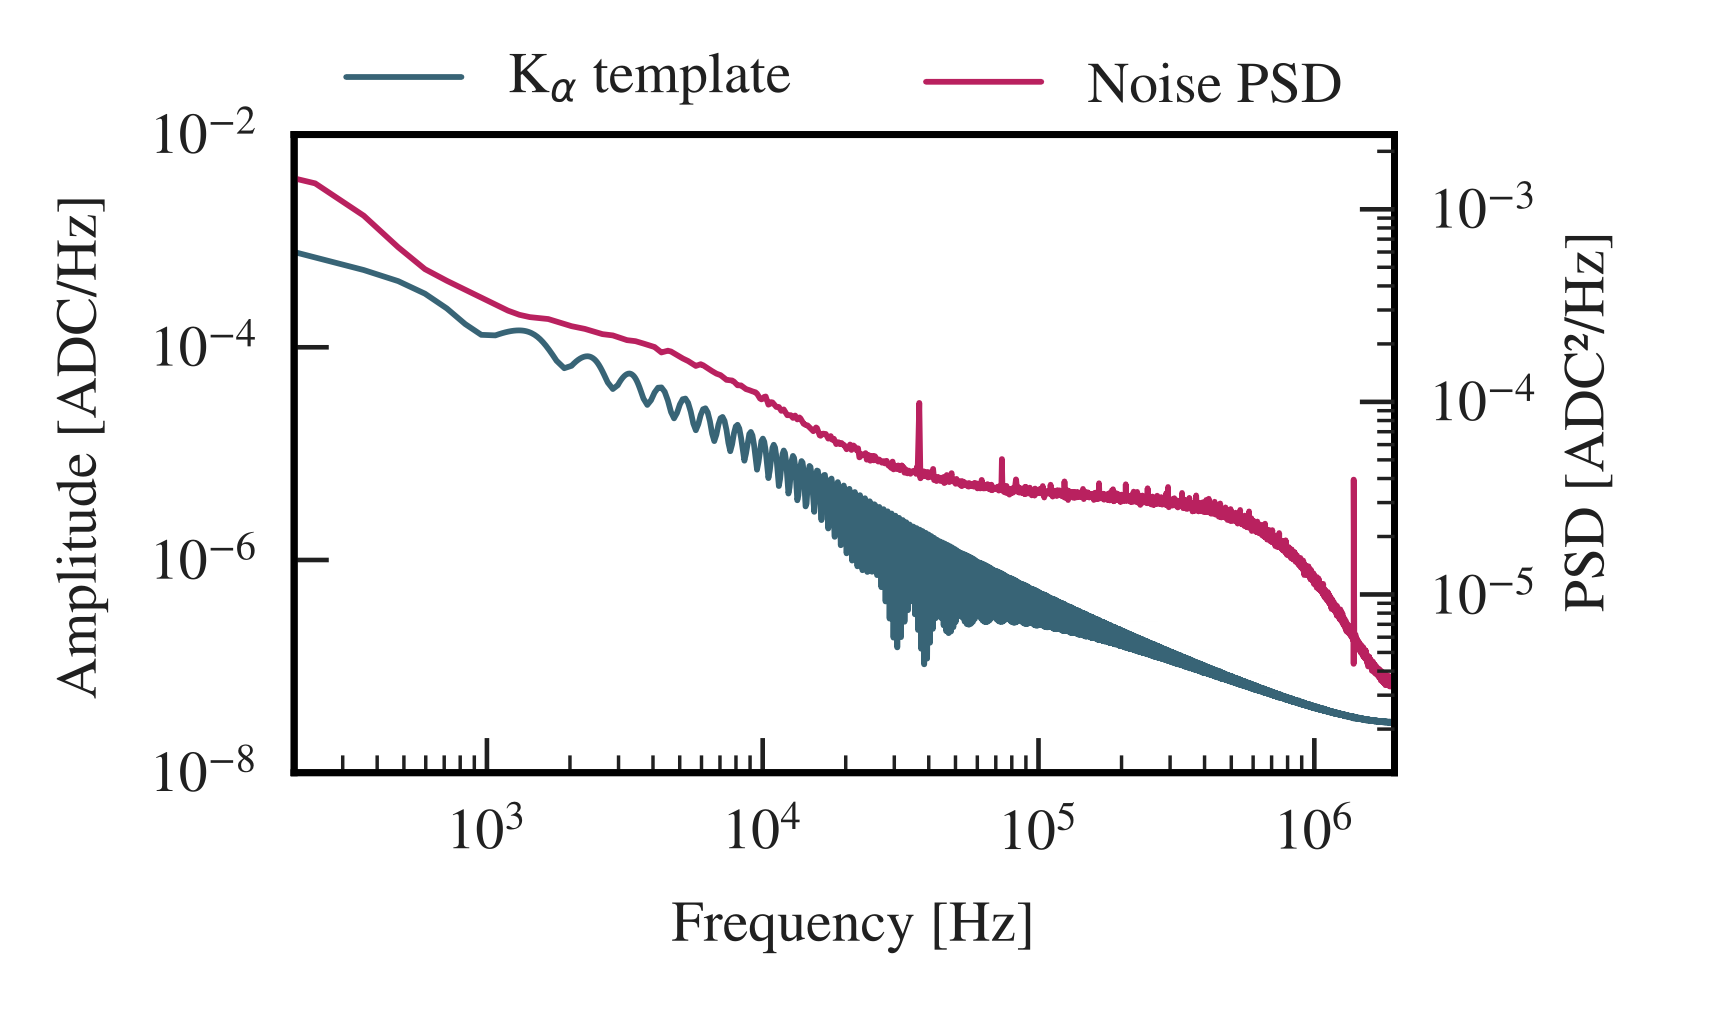 K_α template
Noise PSD
10⁻²
10⁻⁴
10⁻⁶
10⁻⁸
Amplitude [ADC/Hz]
10⁻³
10⁻⁴
10⁻⁵
PSD [ADC²/Hz]
10³ 10⁴ 10⁵ 10⁶
Frequency [Hz]